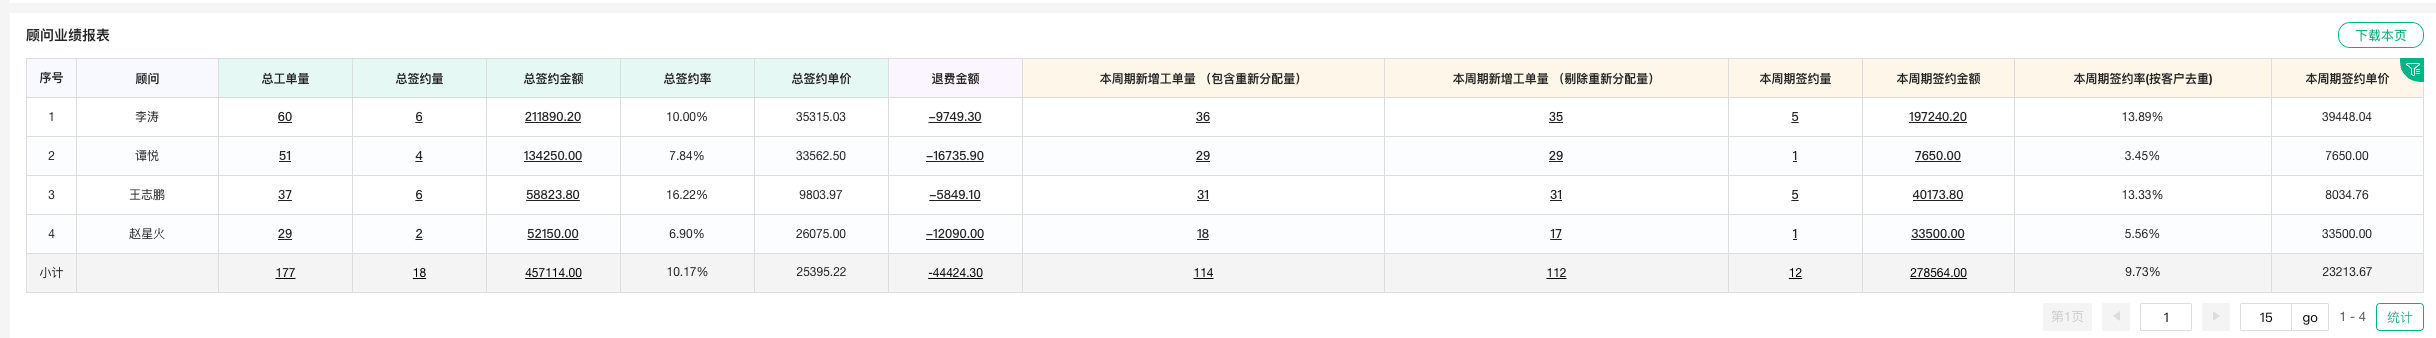 顾问业绩报表
下载本页
序号 顾问 总工单量 总签约量 总签约金额 总签约率 总签约单价 退费金额 本周期新增工单量 （包含重新分配量） 本周期新增工单量 （剔除重新分配量） 本周期签约量 本周期签约金额 本周期签约率(按客户去重) 本周期签约单价
1 李涛 60 6 211890.20 10.00% 35315.03 -9749.30 36 35 5 197240.20 13.89% 39448.04
2 谭悦 51 4 134250.00 7.84% 33562.50 -16735.90 29 29 1 7650.00 3.45% 7650.00
3 王志鹏 37 6 58823.80 16.22% 9803.97 -5849.10 31 31 5 40173.80 13.33% 8034.76
4 赵星火 29 2 52150.00 6.90% 26075.00 -12090.00 18 17 1 33500.00 5.56% 33500.00
小计 177 18 457114.00 10.17% 25395.22 -44424.30 114 112 12 278564.00 9.73% 23213.67
第1页 1 15 go 1 - 4 统计